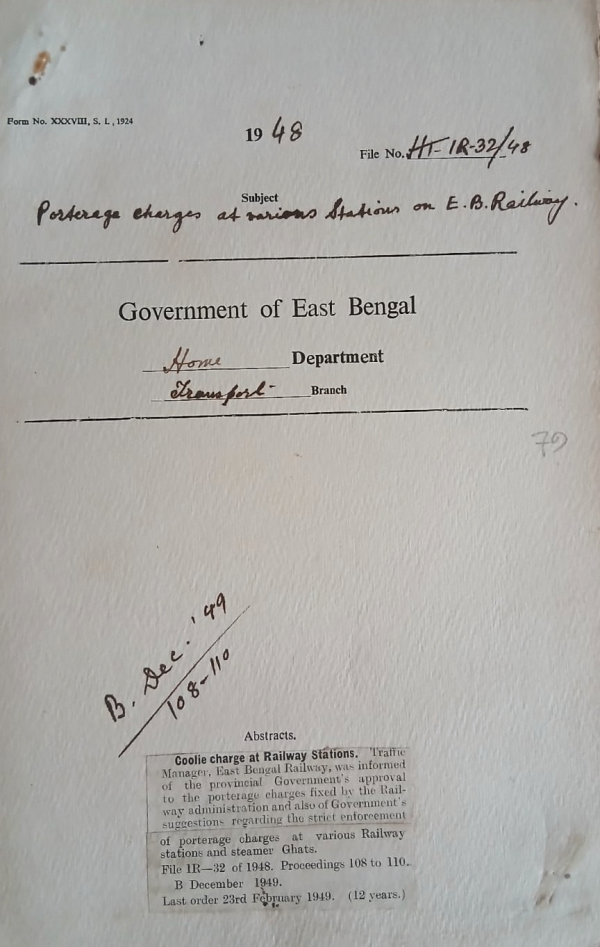 Form No. XXXVIII, S. L., 1924
1948
File No. HT-1R-32/48
Subject
Porterage charges at various Stations on E.B. Railway.
Government of East Bengal
Home Department
Transport Branch
79
B. Dec. '49
108-110
Abstracts.
Coolie charge at Railway Stations. Traffic
Manager, East Bengal Railway, was informed
of the provincial Government's approval
to the porterage charges fixed by the Rail-
way administration and also of Government's
suggestions regarding the strict enforcement
of porterage charges at various Railway
stations and steamer Ghats.
File 1R—32 of 1948. Proceedings 108 to 110.
B December 1949.
Last order 23rd February 1949. (12 years.)